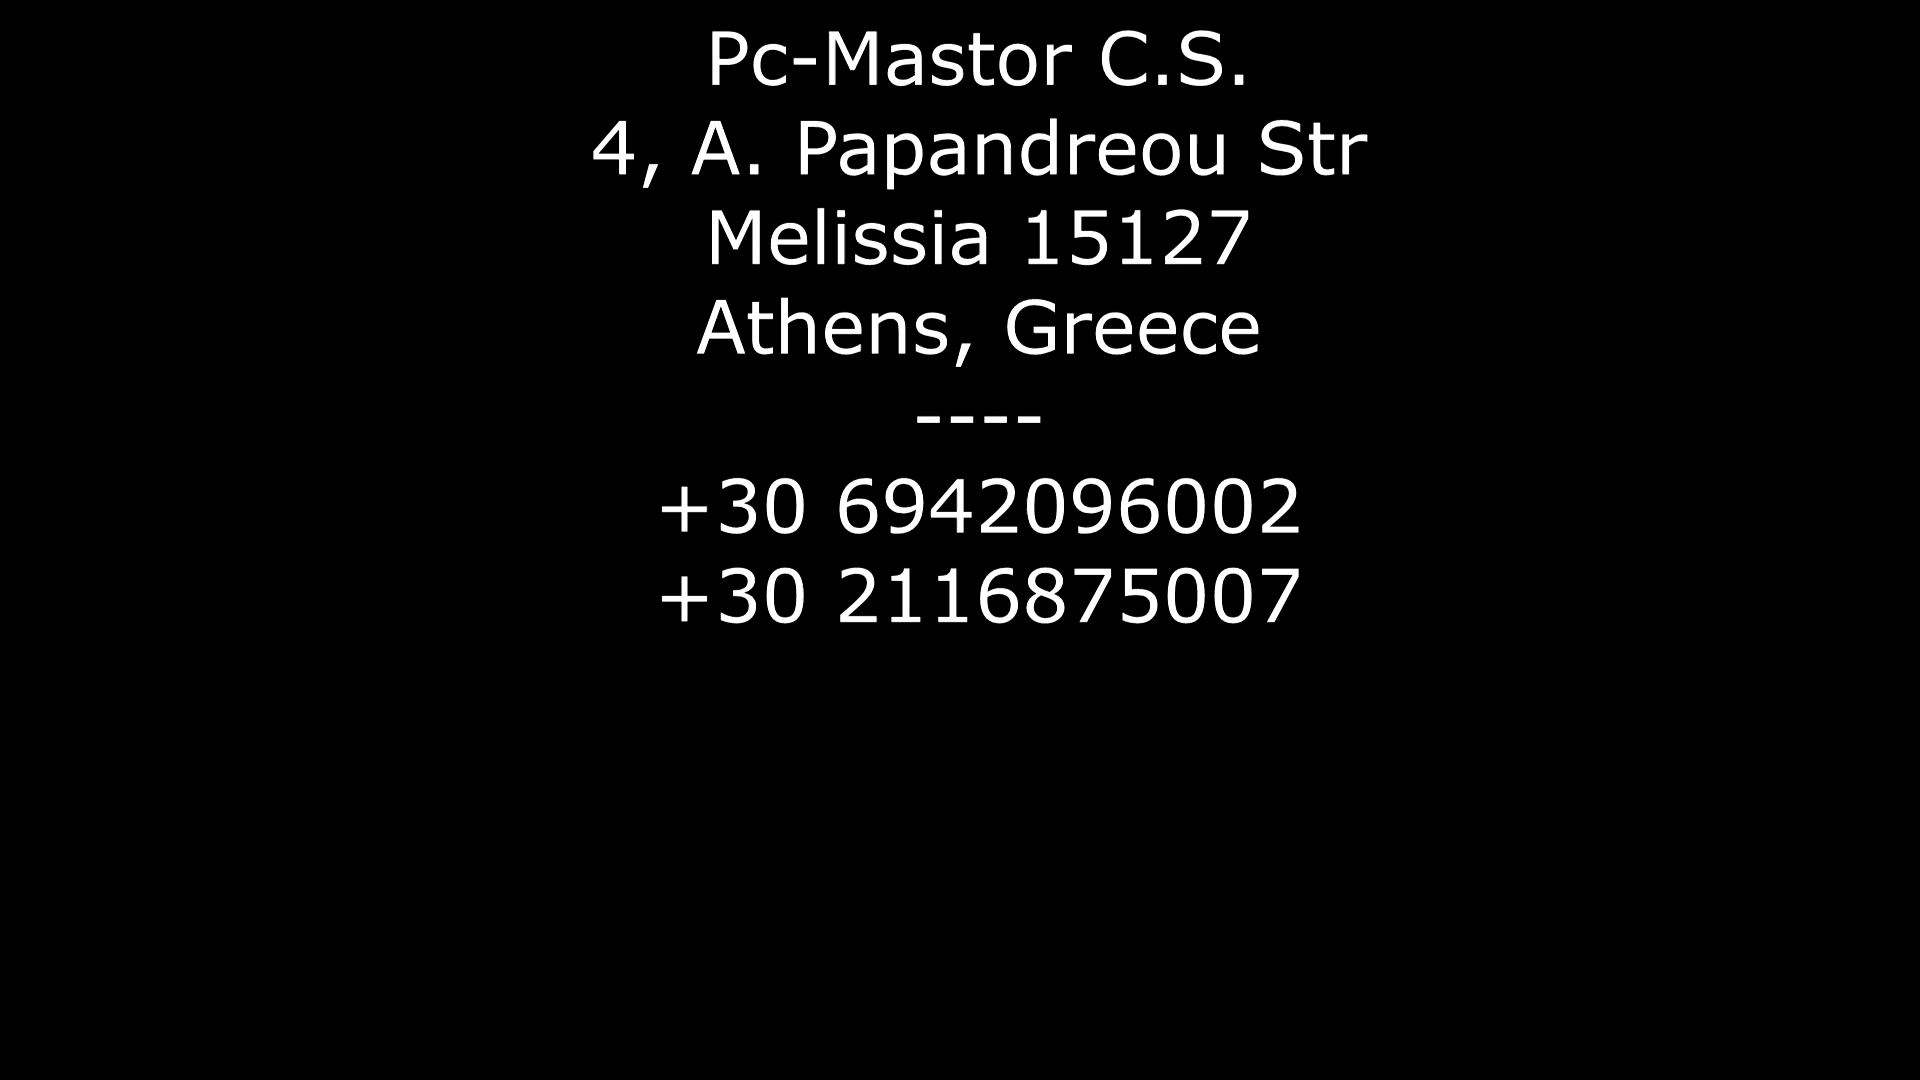 Pc-Mastor C.S.
4, A. Papandreou Str
Melissia 15127
Athens, Greece
----
+30 6942096002
+30 2116875007